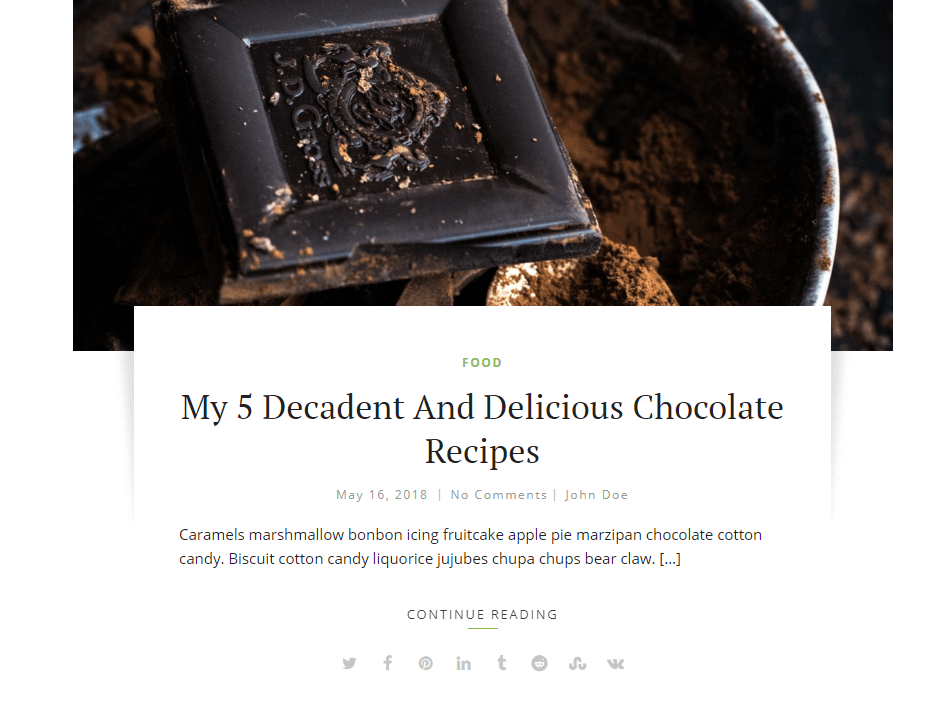 J.D. Gross
FOOD
My 5 Decadent And Delicious Chocolate
Recipes
May 16, 2018 | No Comments | John Doe
Caramels marshmallow bonbon icing fruitcake apple pie marzipan chocolate cotton
candy. Biscuit cotton candy liquorice jujubes chupa chups bear claw. [...]
CONTINUE READING